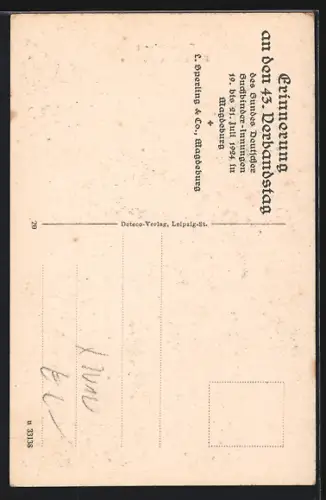 Erinnerung
an den 43. Verbandstag
des Bundes Deutscher
Buchbinder-Innungen
19. bis 21. Juli 1924 in
Magdeburg
+
L. Sperling & Co., Magdeburg
29
Deteco-Verlag, Leipzig-St.
n 33138